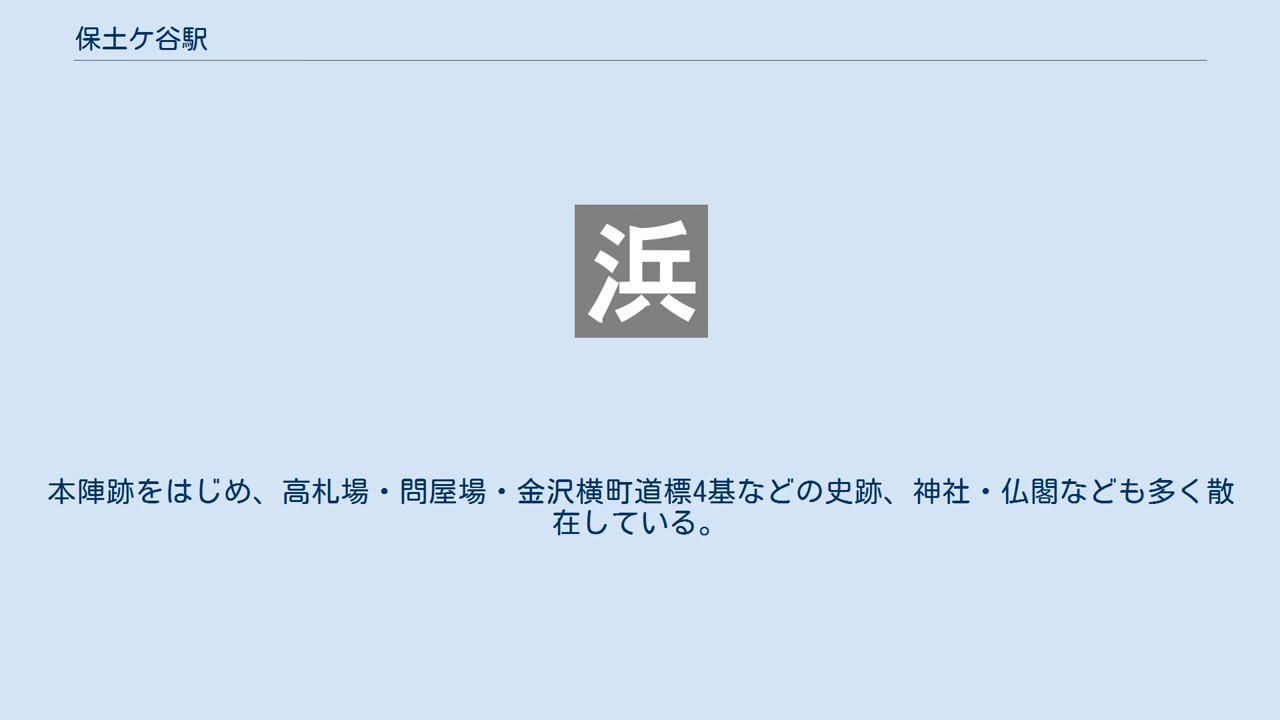 保土ケ谷駅
浜
本陣跡をはじめ、高札場・問屋場・金沢横町道標4基などの史跡、神社・仏閣なども多く散
在している。